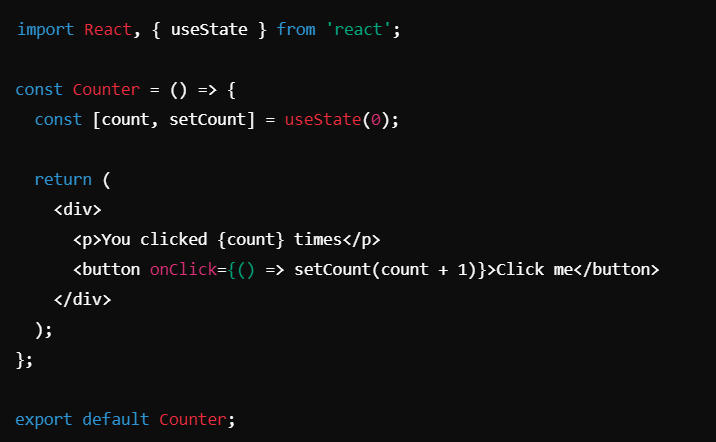 import React, { useState } from 'react';

const Counter = () => {
  const [count, setCount] = useState(0);

  return (
    <div>
      <p>You clicked {count} times</p>
      <button onClick={() => setCount(count + 1)}>Click me</button>
    </div>
  );
};

export default Counter;